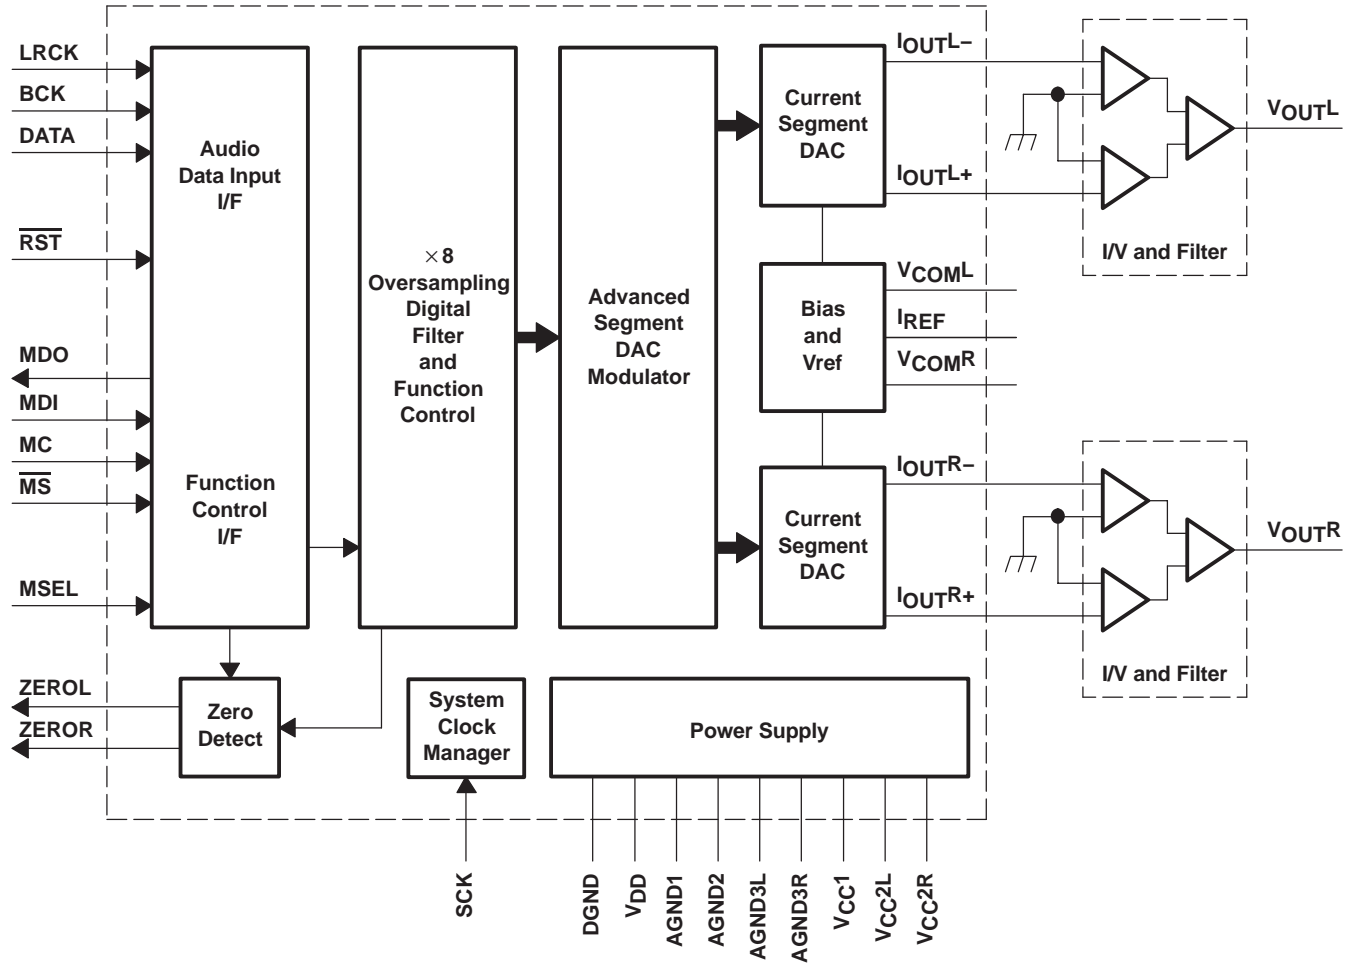 LRCK
BCK
DATA
RST
MDO
MDI
MC
MS
MSEL
ZEROL
ZEROR
Audio
Data Input
I/F
Function
Control
I/F
×8
Oversampling
Digital
Filter
and
Function
Control
Advanced
Segment
DAC
Modulator
Current
Segment
DAC
Bias
and
Vref
Current
Segment
DAC
IOUTL–
IOUTL+
VCOML
IREF
VCOMR
IOUTR–
IOUTR+
I/V and Filter
VOUTL
I/V and Filter
VOUTR
Zero
Detect
System
Clock
Manager
Power Supply
SCK
DGND
VDD
AGND1
AGND2
AGND3L
AGND3R
VCC1
VCC2L
VCC2R